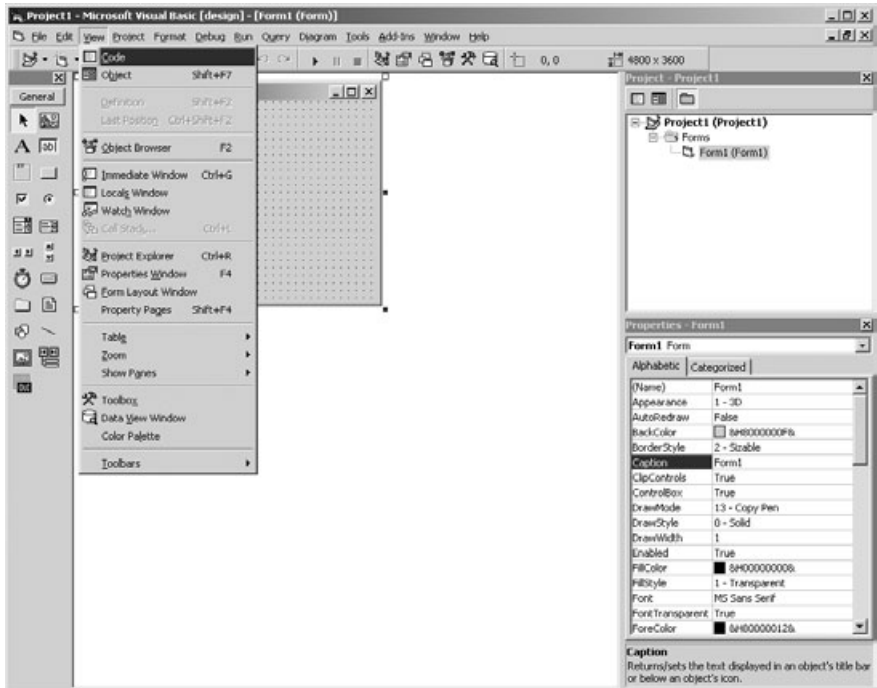 Project1 - Microsoft Visual Basic [design] - [Form1 (Form)]
File Edit View Project Format Debug Run Query Diagram Tools Add-Ins Window Help
0, 0 4800 x 3600
General
Code
Object Shift+F7
Definition Shift+F2
Last Position Ctrl+Shift+F2
Object Browser F2
Immediate Window Ctrl+G
Locals Window
Watch Window
Call Stack... Ctrl+L
Project Explorer Ctrl+R
Properties Window F4
Form Layout Window
Property Pages Shift+F4
Table
Zoom
Show Panes
Toolbox
Data View Window
Color Palette
Toolbars
Project - Project1
Project1 (Project1)
Forms
Form1 (Form1)
Properties - Form1
Form1 Form
Alphabetic Categorized
(Name) Form1
Appearance 1 - 3D
AutoRedraw False
BackColor &H8000000F&
BorderStyle 2 - Sizable
Caption Form1
ClipControls True
ControlBox True
DrawMode 13 - Copy Pen
DrawStyle 0 - Solid
DrawWidth 1
Enabled True
FillColor &H00000000&
FillStyle 1 - Transparent
Font MS Sans Serif
FontTransparent True
ForeColor &H80000012&
Caption
Returns/sets the text displayed in an object's title bar
or below an object's icon.